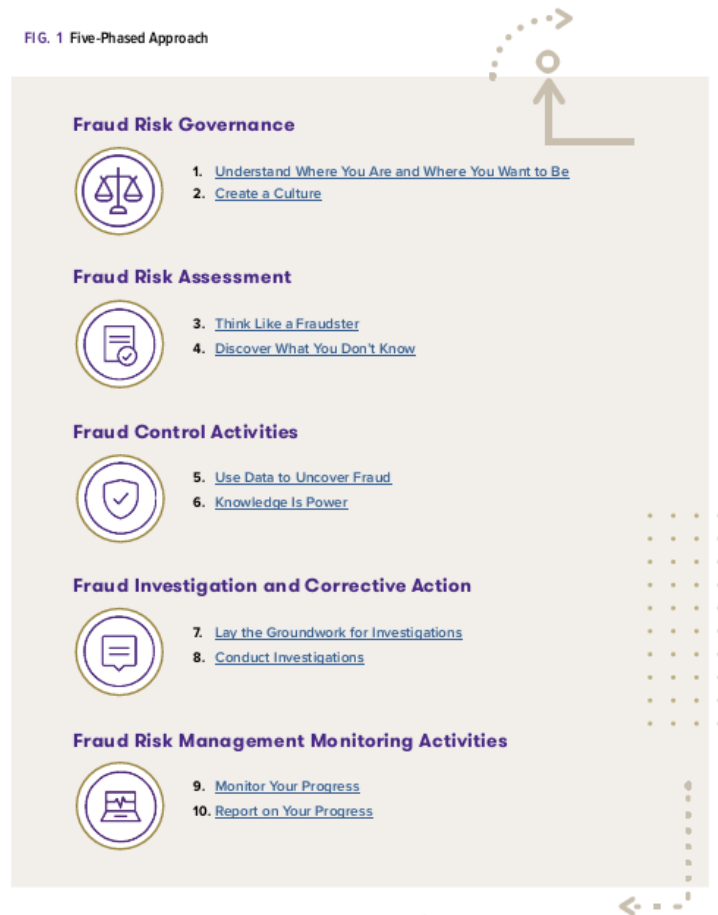 FIG. 1 Five-Phased Approach
Fraud Risk Governance
1. Understand Where You Are and Where You Want to Be
2. Create a Culture
Fraud Risk Assessment
3. Think Like a Fraudster
4. Discover What You Don't Know
Fraud Control Activities
5. Use Data to Uncover Fraud
6. Knowledge Is Power
Fraud Investigation and Corrective Action
7. Lay the Groundwork for Investigations
8. Conduct Investigations
Fraud Risk Management Monitoring Activities
9. Monitor Your Progress
10. Report on Your Progress